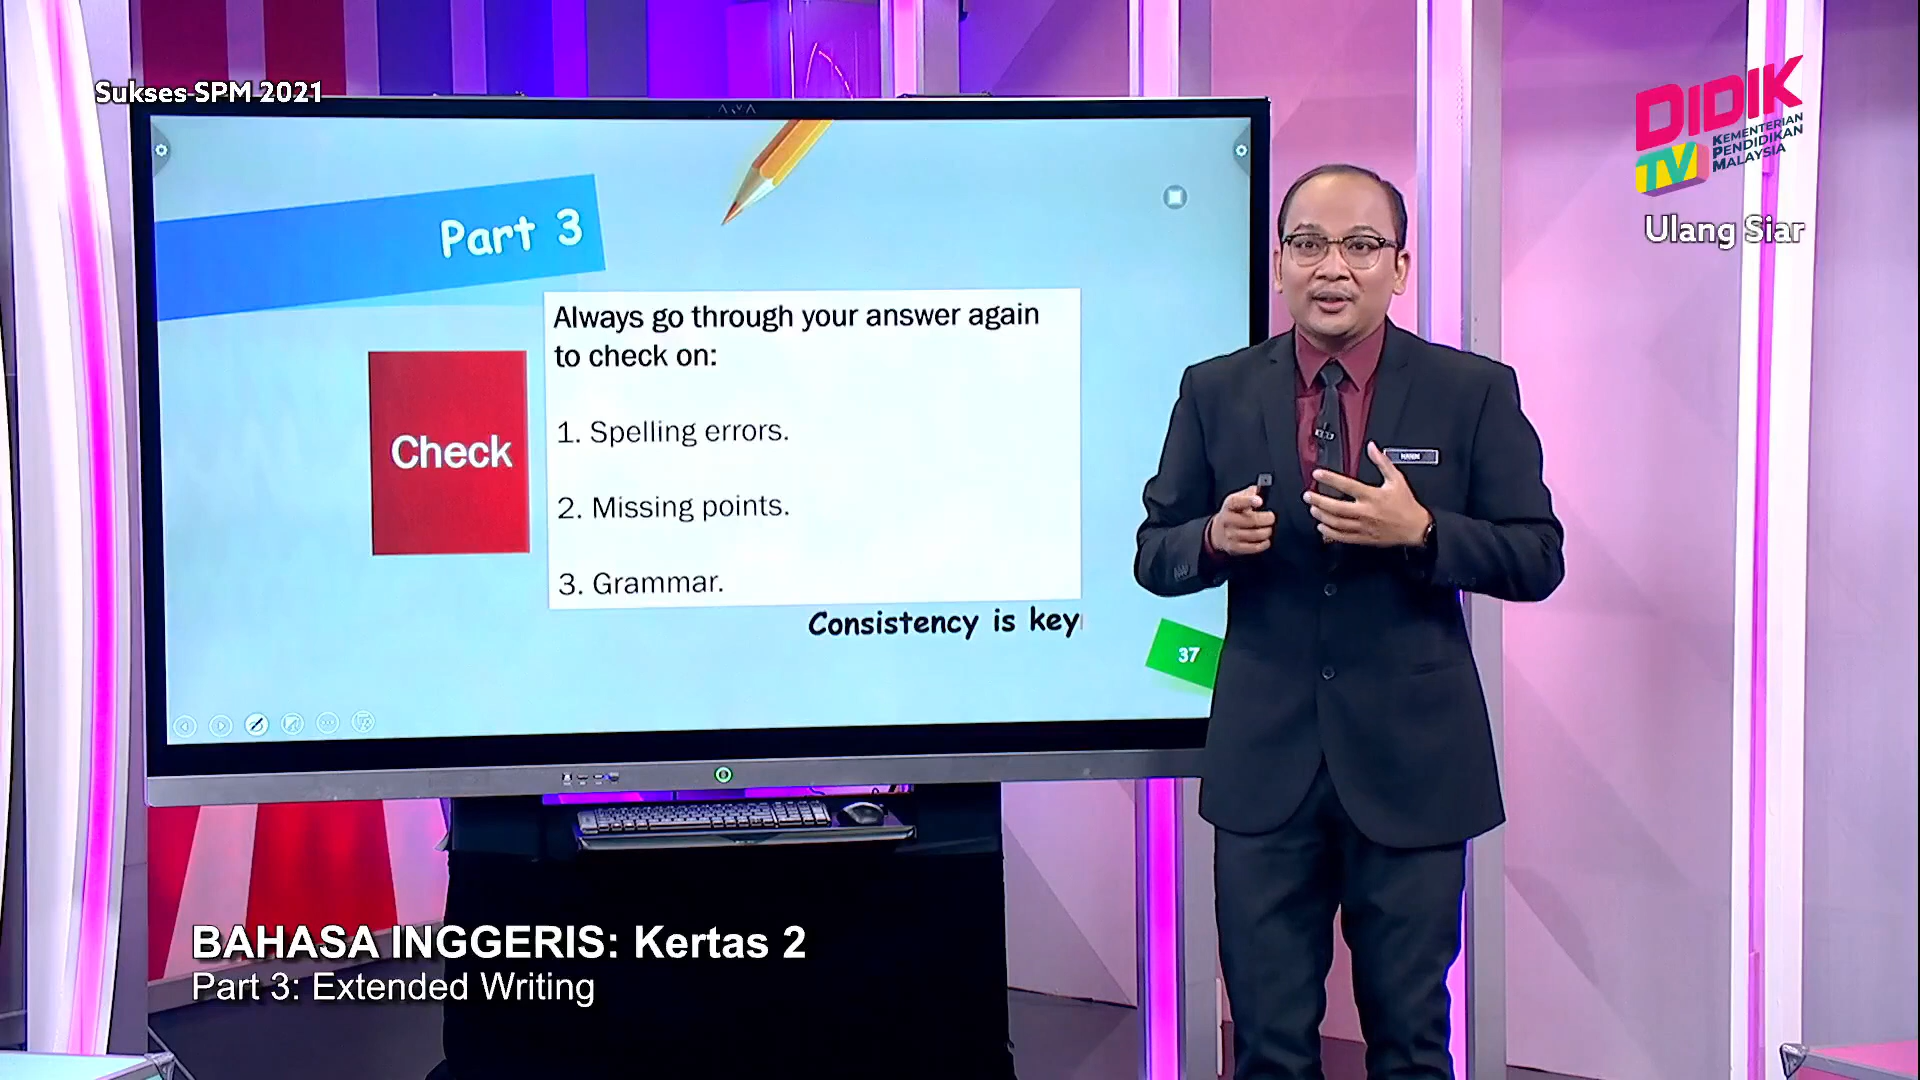 Sukses SPM 2021
DIDIK
TV
KEMENTERIAN
PENDIDIKAN
MALAYSIA
Ulang Siar
Part 3
Always go through your answer again
to check on:
Check
1. Spelling errors.
2. Missing points.
3. Grammar.
Consistency is key
37
BAHASA INGGERIS: Kertas 2
Part 3: Extended Writing